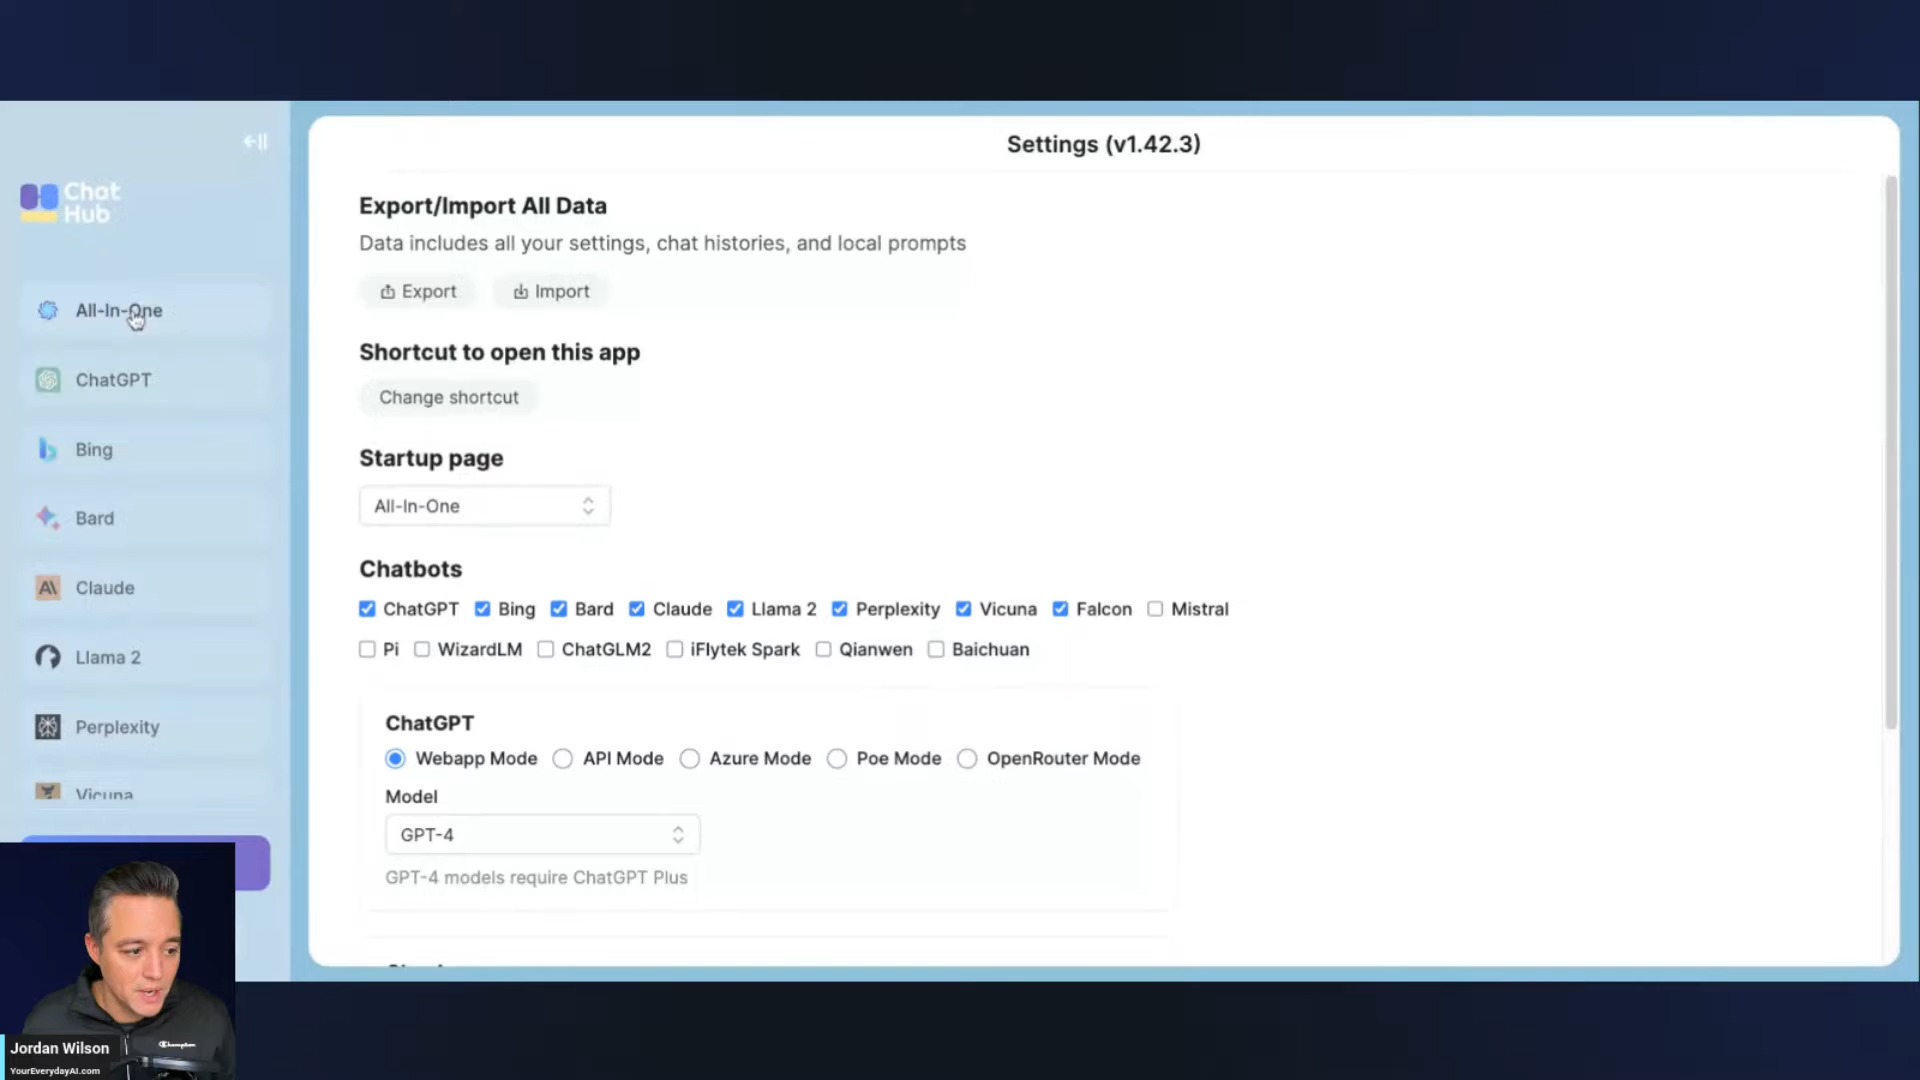 Chat
Hub
All-In-One
ChatGPT
Bing
Bard
Claude
Llama 2
Perplexity
Vicuna
Settings (v1.42.3)
Export/Import All Data
Data includes all your settings, chat histories, and local prompts
Export Import
Shortcut to open this app
Change shortcut
Startup page
All-In-One
Chatbots
ChatGPT Bing Bard Claude Llama 2 Perplexity Vicuna Falcon Mistral
Pi WizardLM ChatGLM2 iFlytek Spark Qianwen Baichuan
ChatGPT
Webapp Mode API Mode Azure Mode Poe Mode OpenRouter Mode
Model
GPT-4
GPT-4 models require ChatGPT Plus
Champion
Jordan Wilson
YourEverydayAI.com